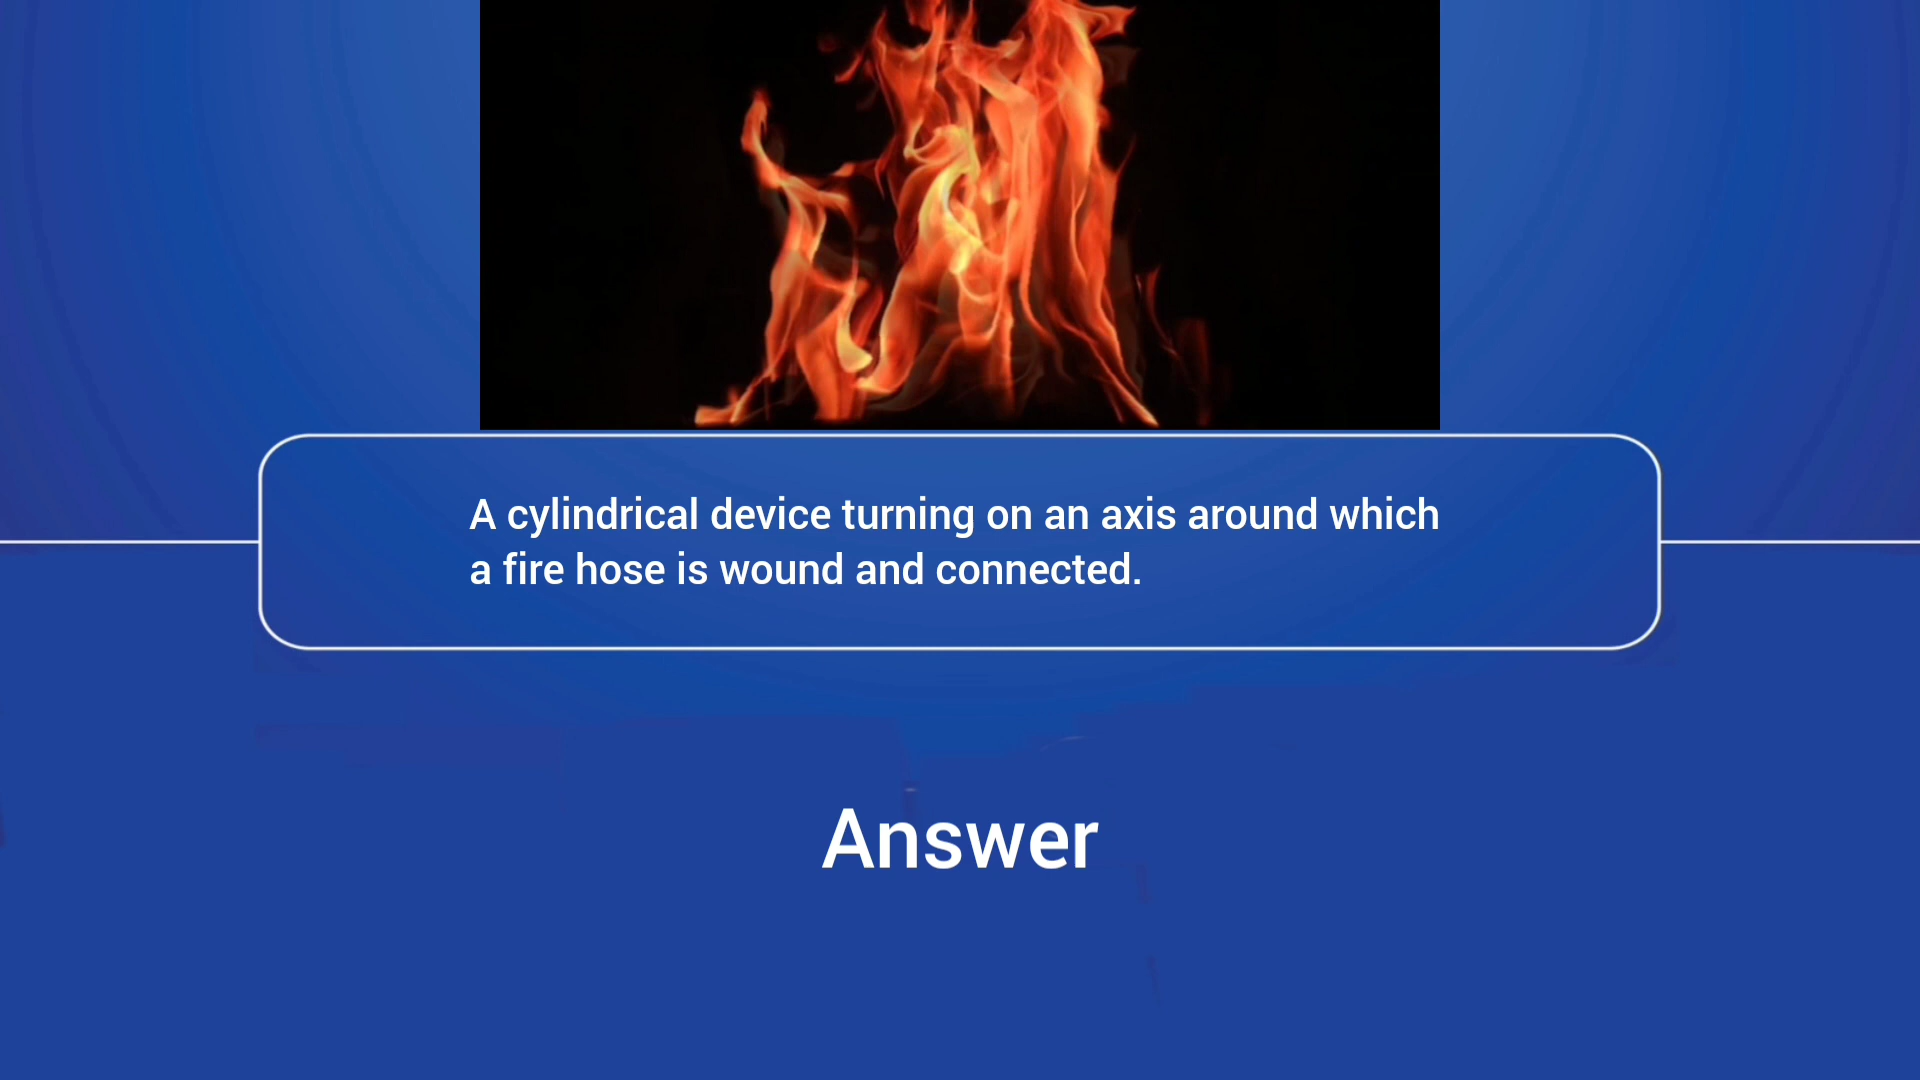 A cylindrical device turning on an axis around which
a fire hose is wound and connected.
Answer